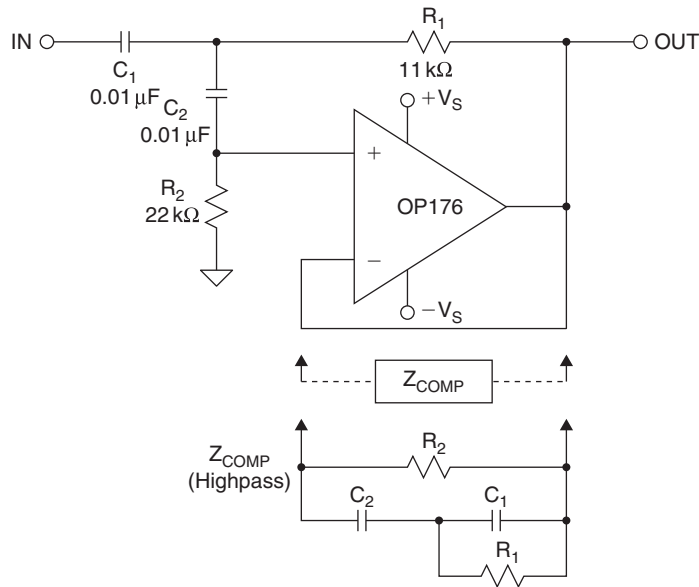 IN
OUT
R1
11 kΩ
C1
0.01 μF
C2
0.01 μF
+VS
+
R2
22 kΩ
OP176
−
−VS
ZCOMP
ZCOMP
(Highpass)
R2
C2
C1
R1